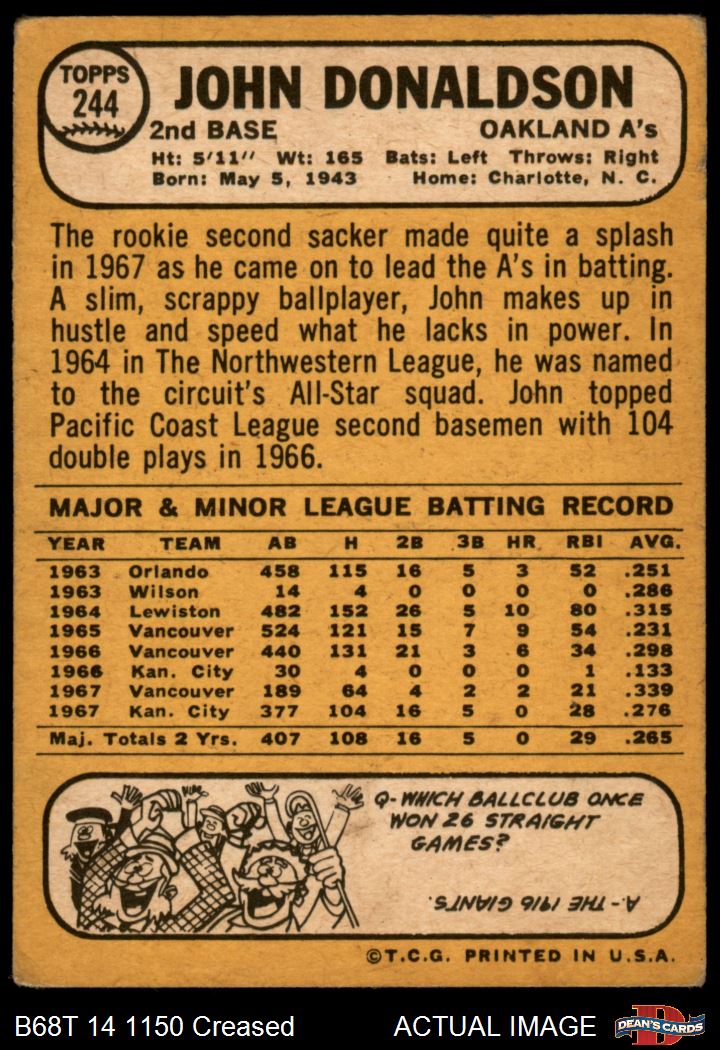 TOPPS
244
JOHN DONALDSON
2nd BASE OAKLAND A's
Ht: 5'11" Wt: 165 Bats: Left Throws: Right
Born: May 5, 1943 Home: Charlotte, N. C.
The rookie second sacker made quite a splash
in 1967 as he came on to lead the A's in batting.
A slim, scrappy ballplayer, John makes up in
hustle and speed what he lacks in power. In
1964 in The Northwestern League, he was named
to the circuit's All-Star squad. John topped
Pacific Coast League second basemen with 104
double plays in 1966.
MAJOR & MINOR LEAGUE BATTING RECORD
YEAR TEAM AB H 2B 3B HR RBI AVG.
1963 Orlando 458 115 16 5 3 52 .251
1963 Wilson 14 4 0 0 0 0 .286
1964 Lewiston 482 152 26 5 10 80 .315
1965 Vancouver 524 121 15 7 9 54 .231
1966 Vancouver 440 131 21 3 6 34 .298
1966 Kan. City 30 4 0 0 0 1 .133
1967 Vancouver 189 64 4 2 2 21 .339
1967 Kan. City 377 104 16 5 0 28 .276
Maj. Totals 2 Yrs. 407 108 16 5 0 29 .265
Q- WHICH BALLCLUB ONCE
WON 26 STRAIGHT
GAMES?
A- THE 1916 GIANTS.
©T.C.G. PRINTED IN U.S.A.
B68T 14 1150 Creased ACTUAL IMAGE
D
DEAN'S CARDS